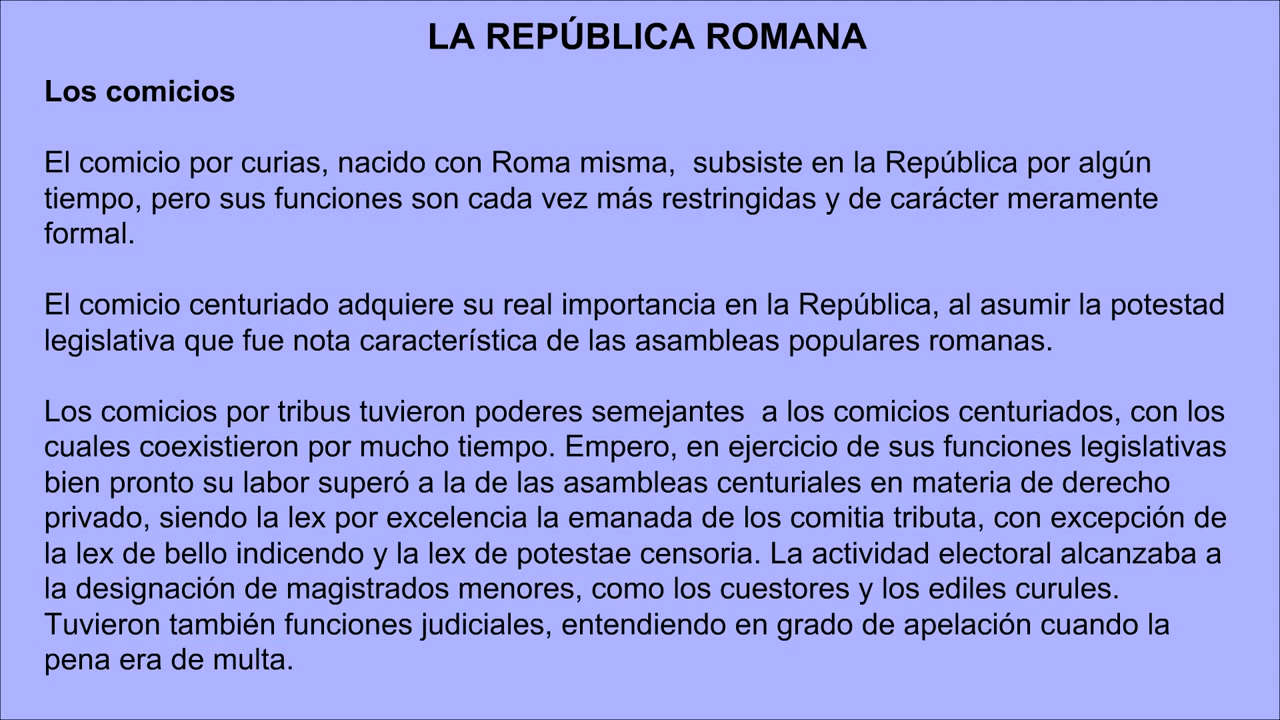 LA REPÚBLICA ROMANA
Los comicios
El comicio por curias, nacido con Roma misma,  subsiste en la República por algún
tiempo, pero sus funciones son cada vez más restringidas y de carácter meramente
formal.
El comicio centuriado adquiere su real importancia en la República, al asumir la potestad
legislativa que fue nota característica de las asambleas populares romanas.
Los comicios por tribus tuvieron poderes semejantes  a los comicios centuriados, con los
cuales coexistieron por mucho tiempo. Empero, en ejercicio de sus funciones legislativas
bien pronto su labor superó a la de las asambleas centuriales en materia de derecho
privado, siendo la lex por excelencia la emanada de los comitia tributa, con excepción de
la lex de bello indicendo y la lex de potestae censoria. La actividad electoral alcanzaba a
la designación de magistrados menores, como los cuestores y los ediles curules.
Tuvieron también funciones judiciales, entendiendo en grado de apelación cuando la
pena era de multa.